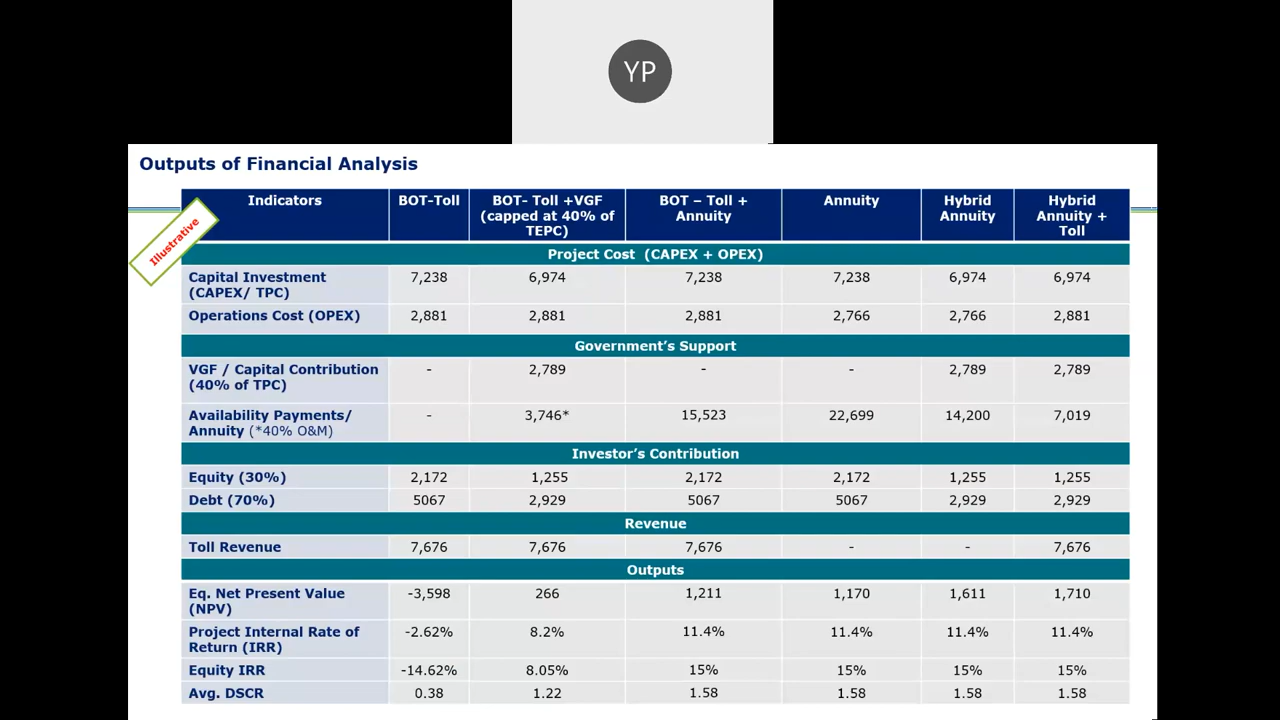 YP
Outputs of Financial Analysis
Illustrative
Indicators BOT-Toll BOT- Toll +VGF (capped at 40% of TEPC) BOT – Toll + Annuity Annuity Hybrid Annuity Hybrid Annuity + Toll
Project Cost (CAPEX + OPEX)
Capital Investment (CAPEX/ TPC) 7,238 6,974 7,238 7,238 6,974 6,974
Operations Cost (OPEX) 2,881 2,881 2,881 2,766 2,766 2,881
Government's Support
VGF / Capital Contribution (40% of TPC) - 2,789 - - 2,789 2,789
Availability Payments/ Annuity (*40% O&M) - 3,746* 15,523 22,699 14,200 7,019
Investor's Contribution
Equity (30%) 2,172 1,255 2,172 2,172 1,255 1,255
Debt (70%) 5067 2,929 5067 5067 2,929 2,929
Revenue
Toll Revenue 7,676 7,676 7,676 - - 7,676
Outputs
Eq. Net Present Value (NPV) -3,598 266 1,211 1,170 1,611 1,710
Project Internal Rate of Return (IRR) -2.62% 8.2% 11.4% 11.4% 11.4% 11.4%
Equity IRR -14.62% 8.05% 15% 15% 15% 15%
Avg. DSCR 0.38 1.22 1.58 1.58 1.58 1.58